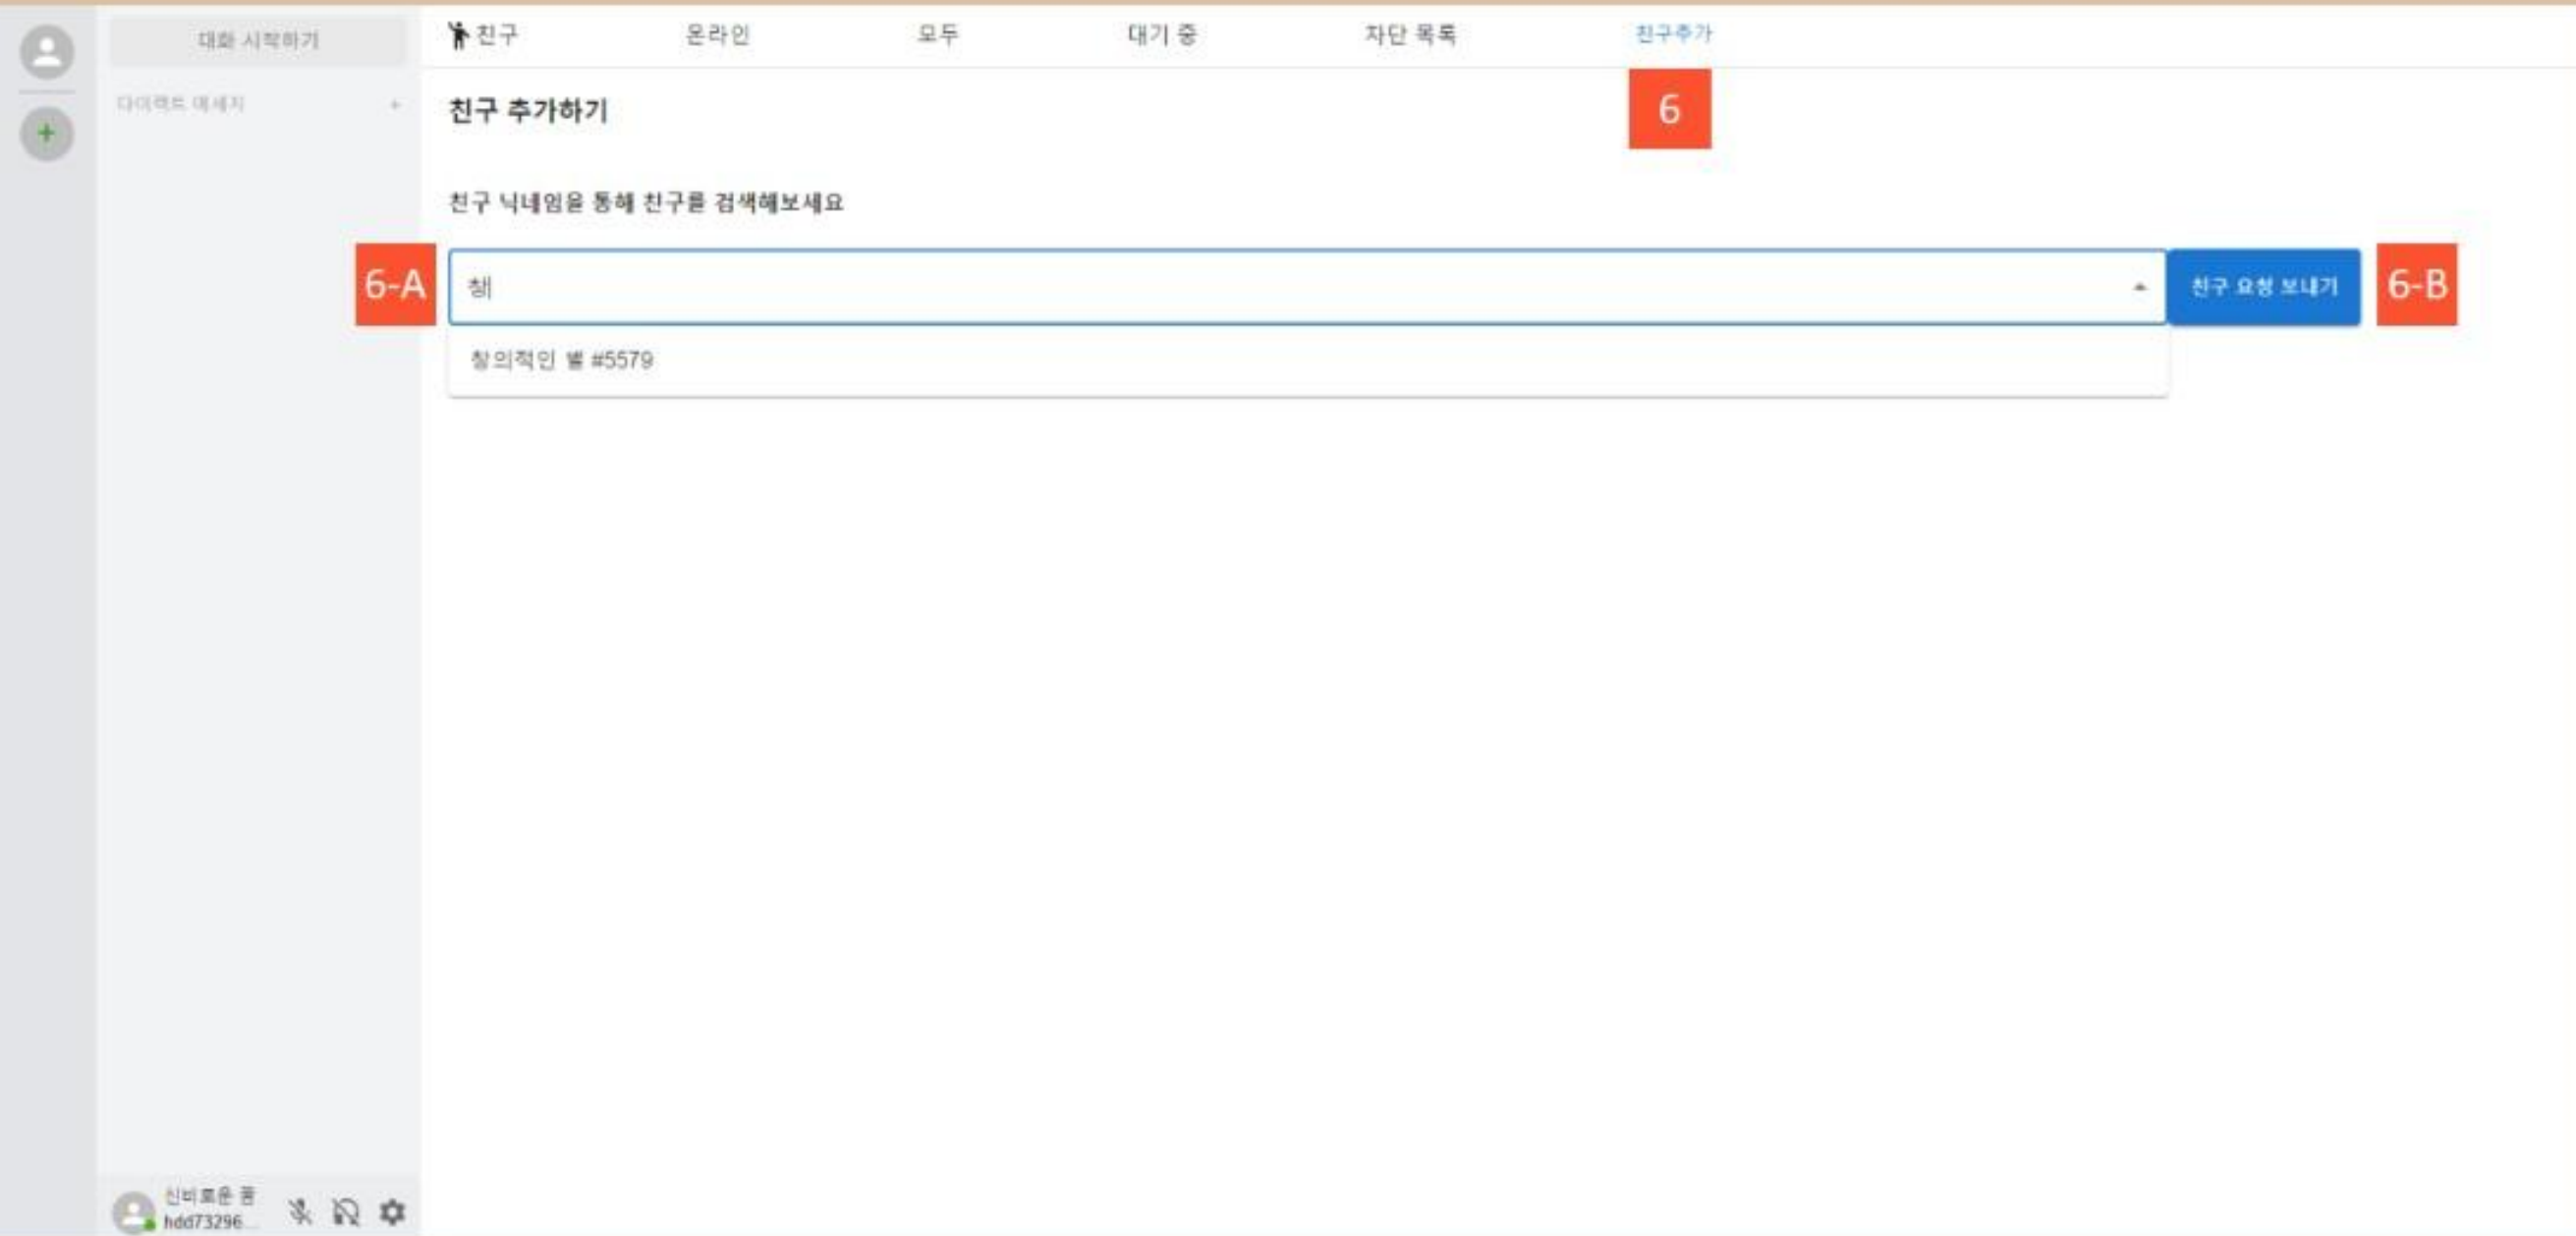 대화 시작하기
친구 온라인 모두 대기 중 차단 목록 친구추가
다이렉트 메세지 +
친구 추가하기
6
친구 닉네임을 통해 친구를 검색해보세요
6-A
창
친구 요청 보내기
6-B
창의적인 별 #5579
신비로운 꿈
hdd73296...